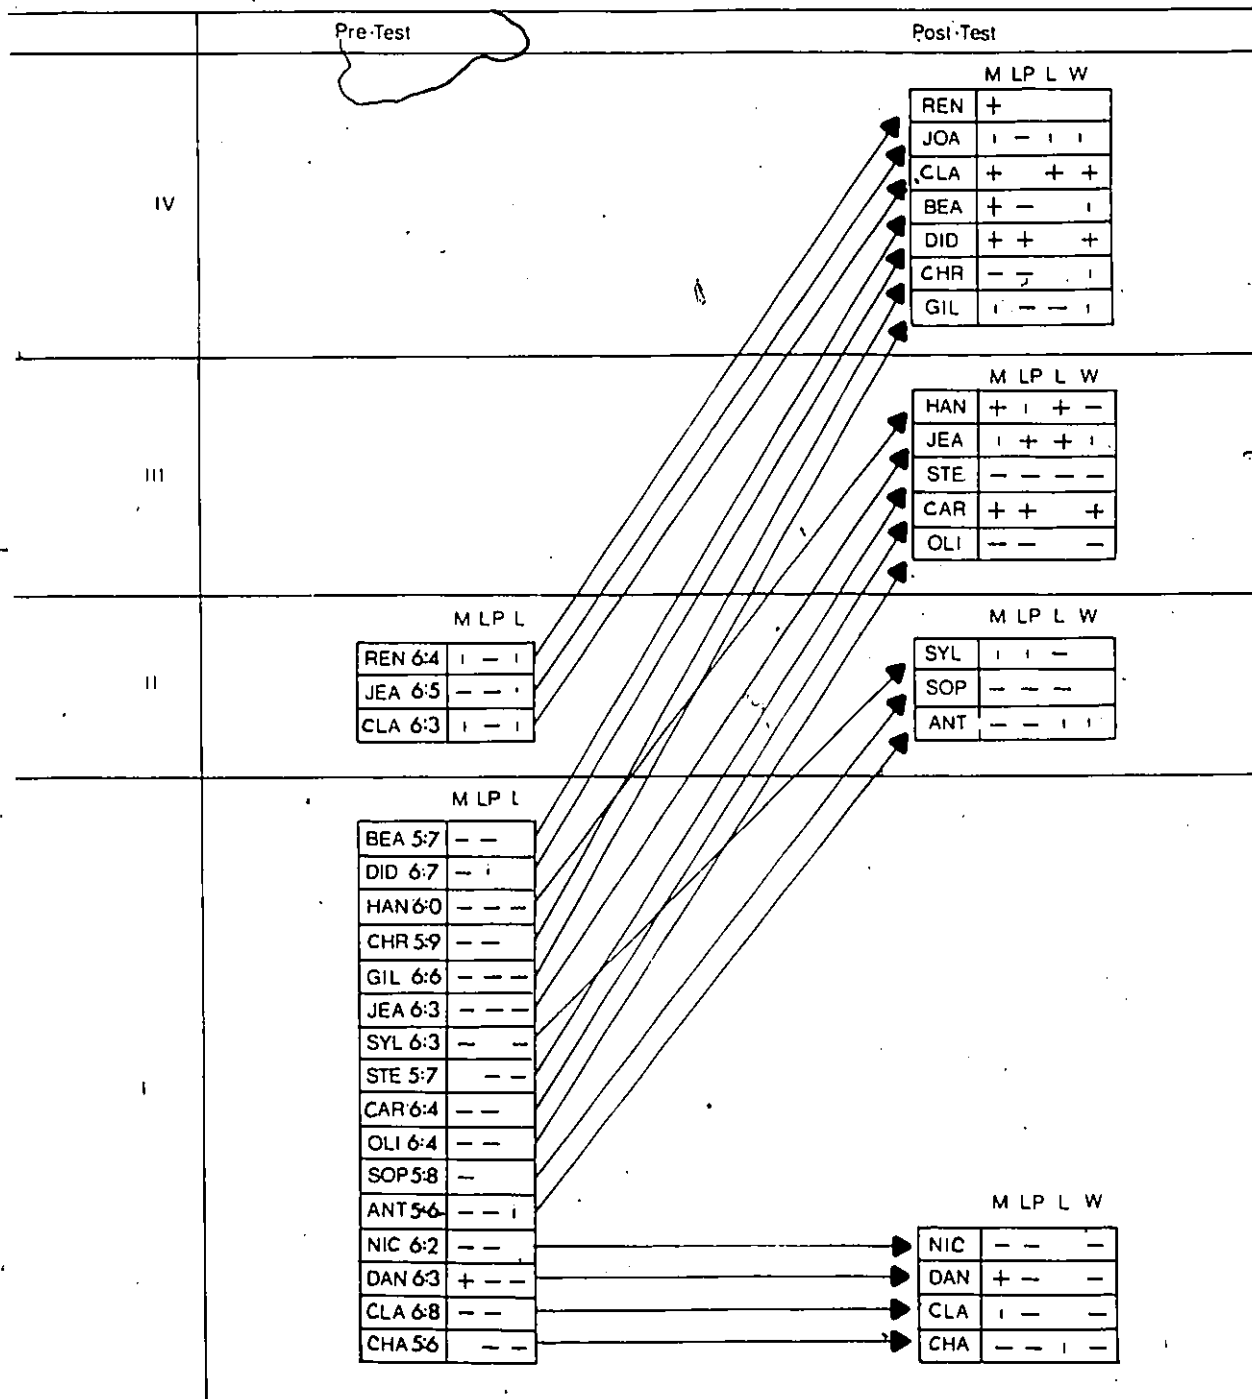 Pre-Test Post-Test
M LP L W
REN +
JOA ı − ı ı
IV
CLA + + +
BEA + − ı
DID + + +
CHR − − ı
GIL ı − − ı
M LP L W
HAN + ı + −
JEA ı + + ı
III
STE − − − −
CAR + + +
OLI − − −
M LP L
REN 6:4 ı − ı
II
JEA 6:5 − − ı
CLA 6:3 ı − ı
M LP L W
SYL ı ı −
SOP − − −
ANT − − ı ı
M LP L
BEA 5:7 − −
DID 6:7 − ı
HAN 6:0 − − −
CHR 5:9 − −
GIL 6:6 − − −
JEA 6:3 − − −
SYL 6:3 − −
STE 5:7 − −
I
CAR 6:4 − −
OLI 6:4 − −
SOP 5:8 −
ANT 5:6 − − ı
NIC 6:2 − −
DAN 6:3 + − −
CLA 6:8 − −
CHA 5:6 − −
M LP L W
NIC − − −
DAN + − −
CLA ı − −
CHA − − ı −